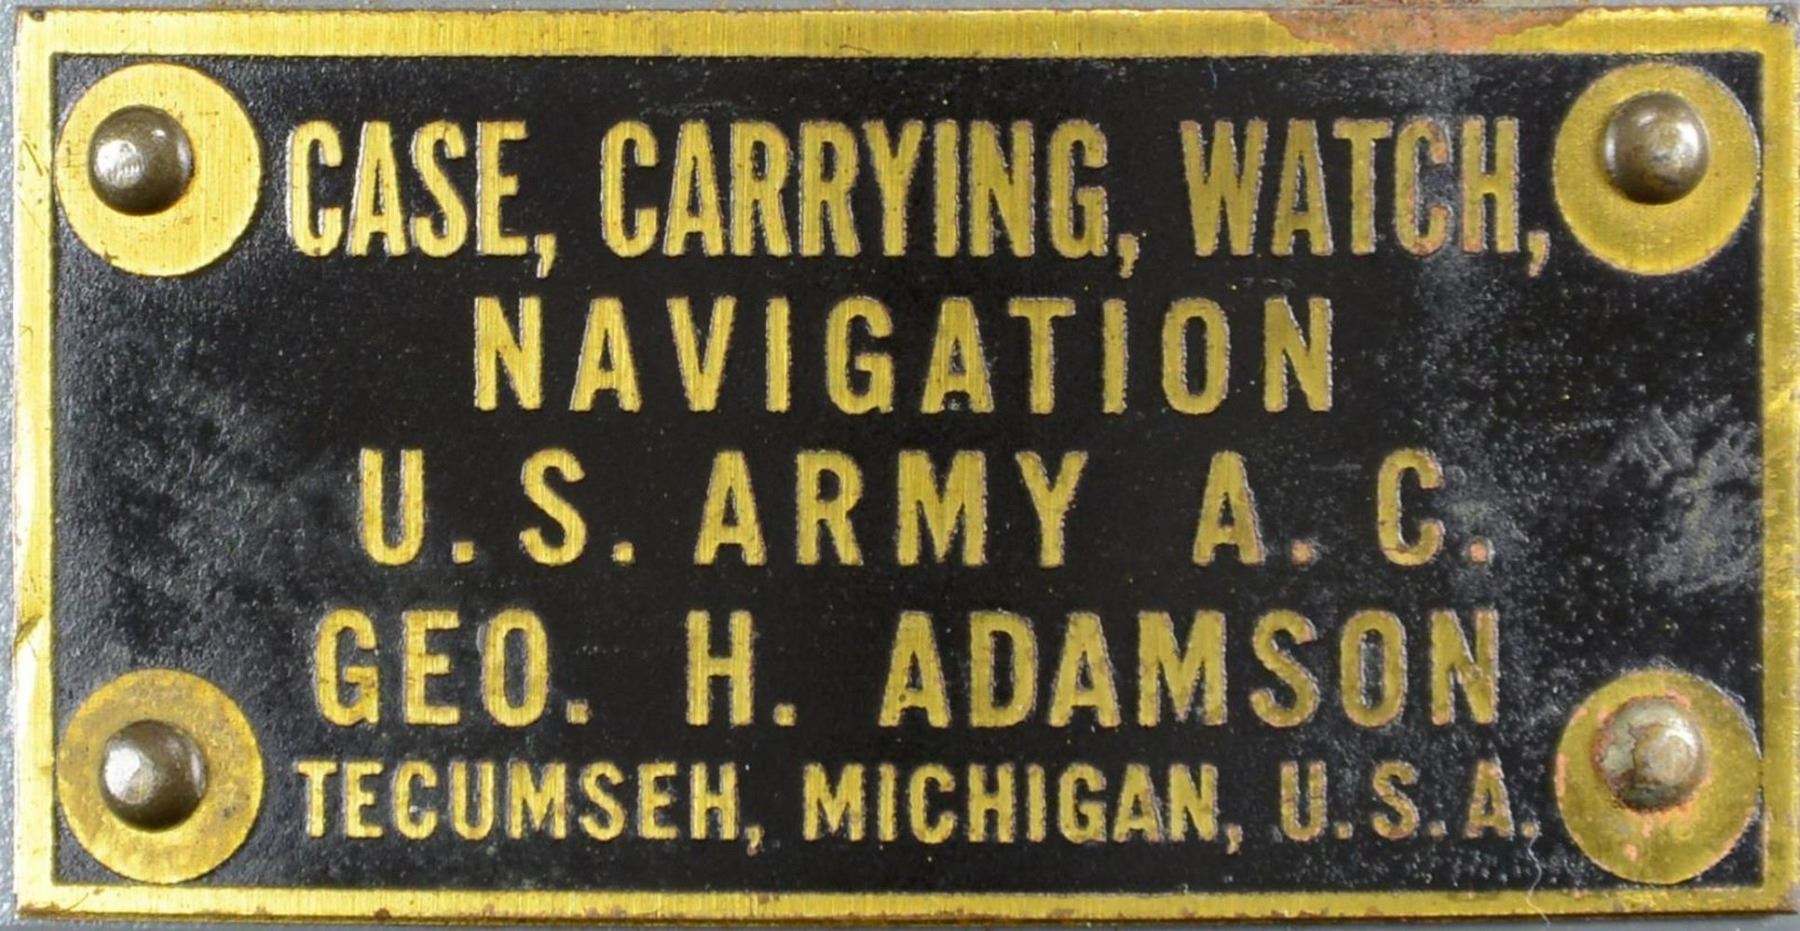 CASE, CARRYING, WATCH,
NAVIGATION
U.S. ARMY A. C.
GEO. H. ADAMSON
TECUMSEH, MICHIGAN, U.S.A.